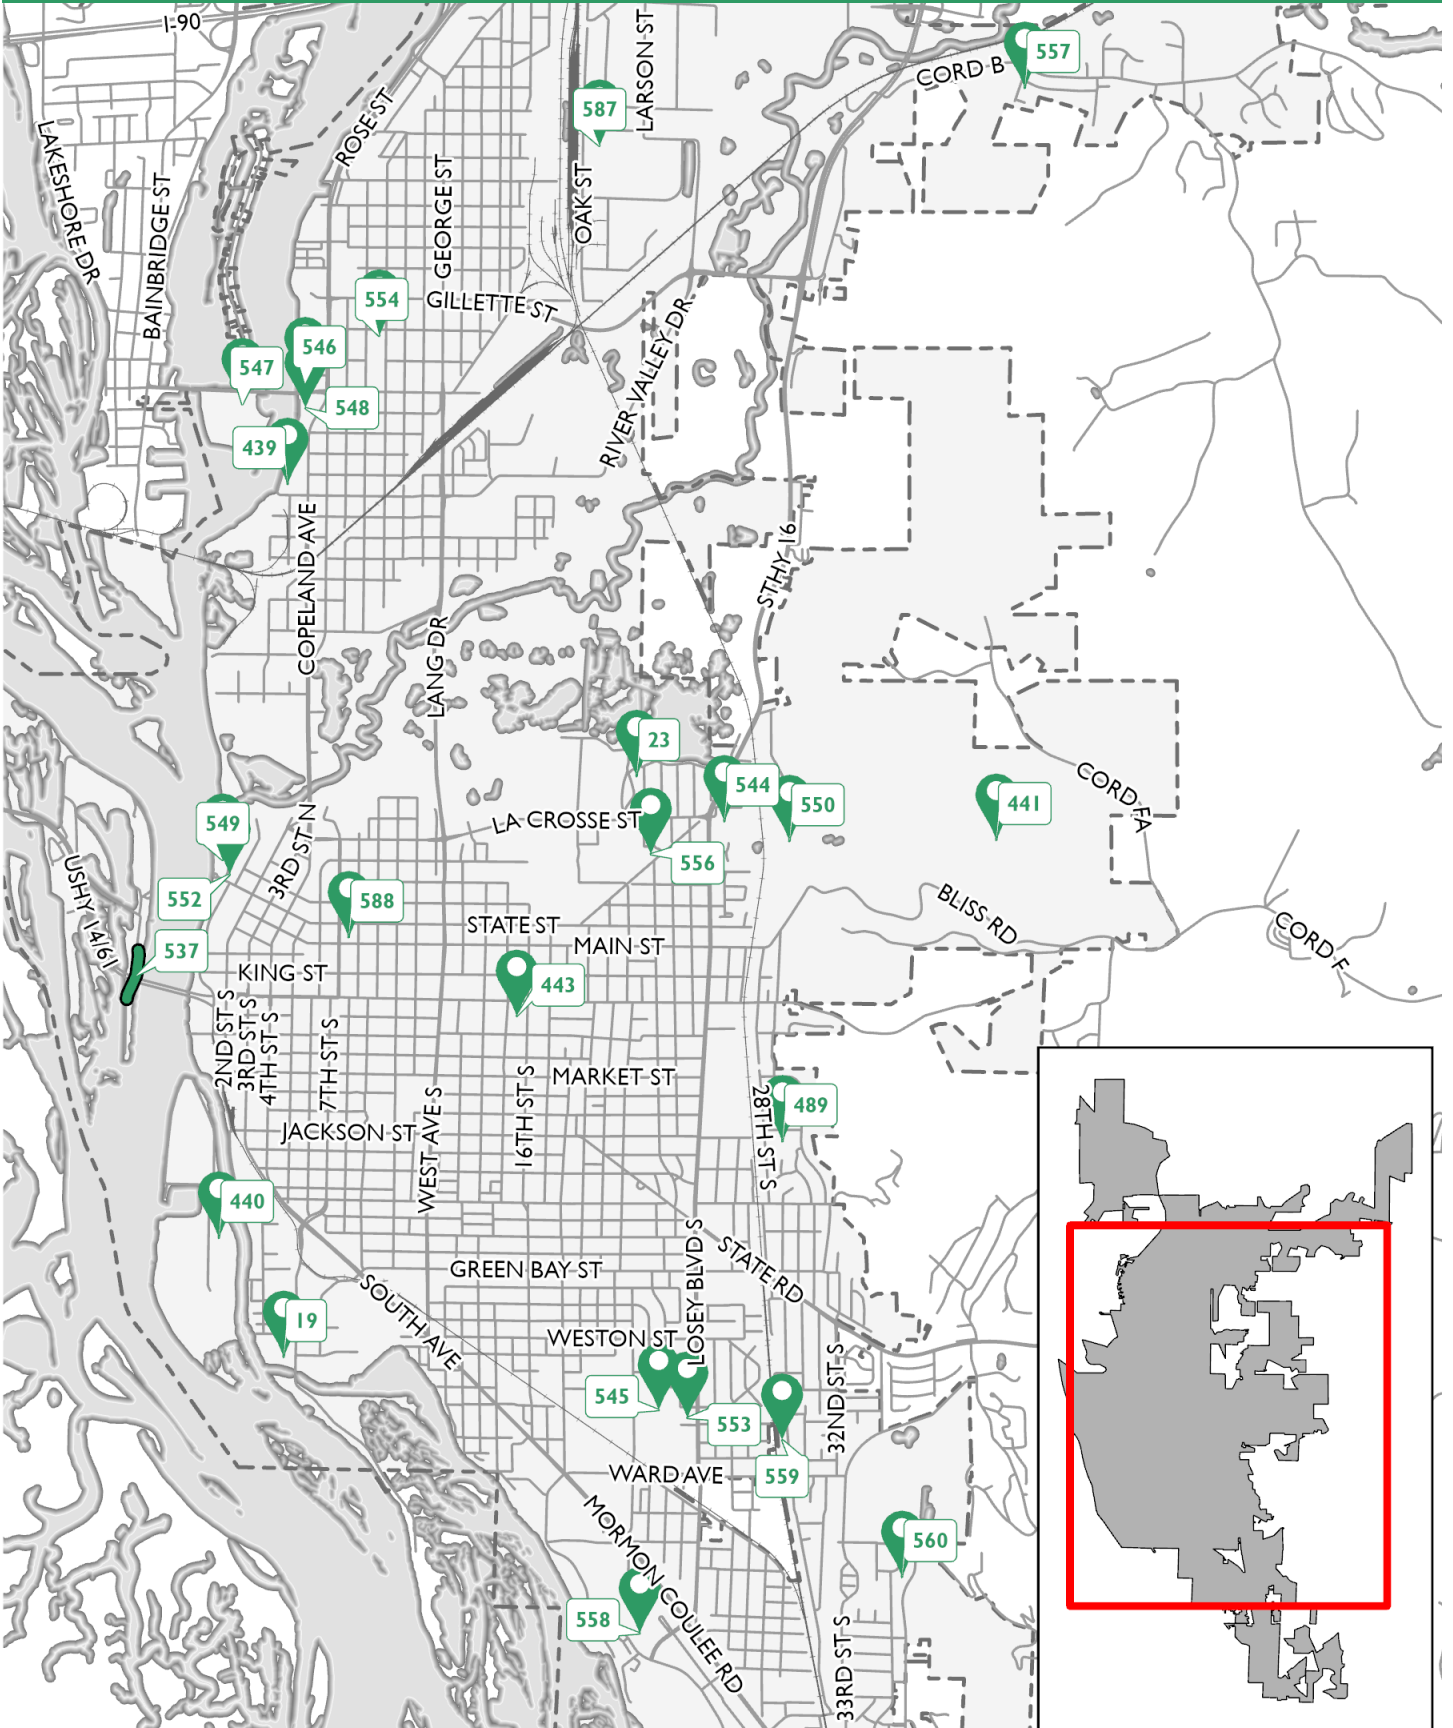 I-90
LARSON ST
557
CORD B
587
ROSE ST
LAKESHORE DR
BAINBRIDGE ST
GEORGE ST
OAK ST
554
GILLETTE ST
546
547
RIVER VALLEY DR
548
439
COPELAND AVE
STHY 16
LANG DR
23
544
550
441
CORD FA
549
LA CROSSE ST
556
3RD ST N
USHY 14/61
552
588
BLISS RD
STATE ST
MAIN ST
CORD F
537
KING ST
443
2ND ST S
3RD ST S
4TH ST S
7TH ST S
MARKET ST
28TH ST S
489
JACKSON ST
WEST AVE S
16TH ST S
440
LOSEY BLVD S
STATE RD
GREEN BAY ST
SOUTH AVE
19
WESTON ST
32ND ST S
545
553
559
WARD AVE
MORMON COULEE RD
560
558
33RD ST S